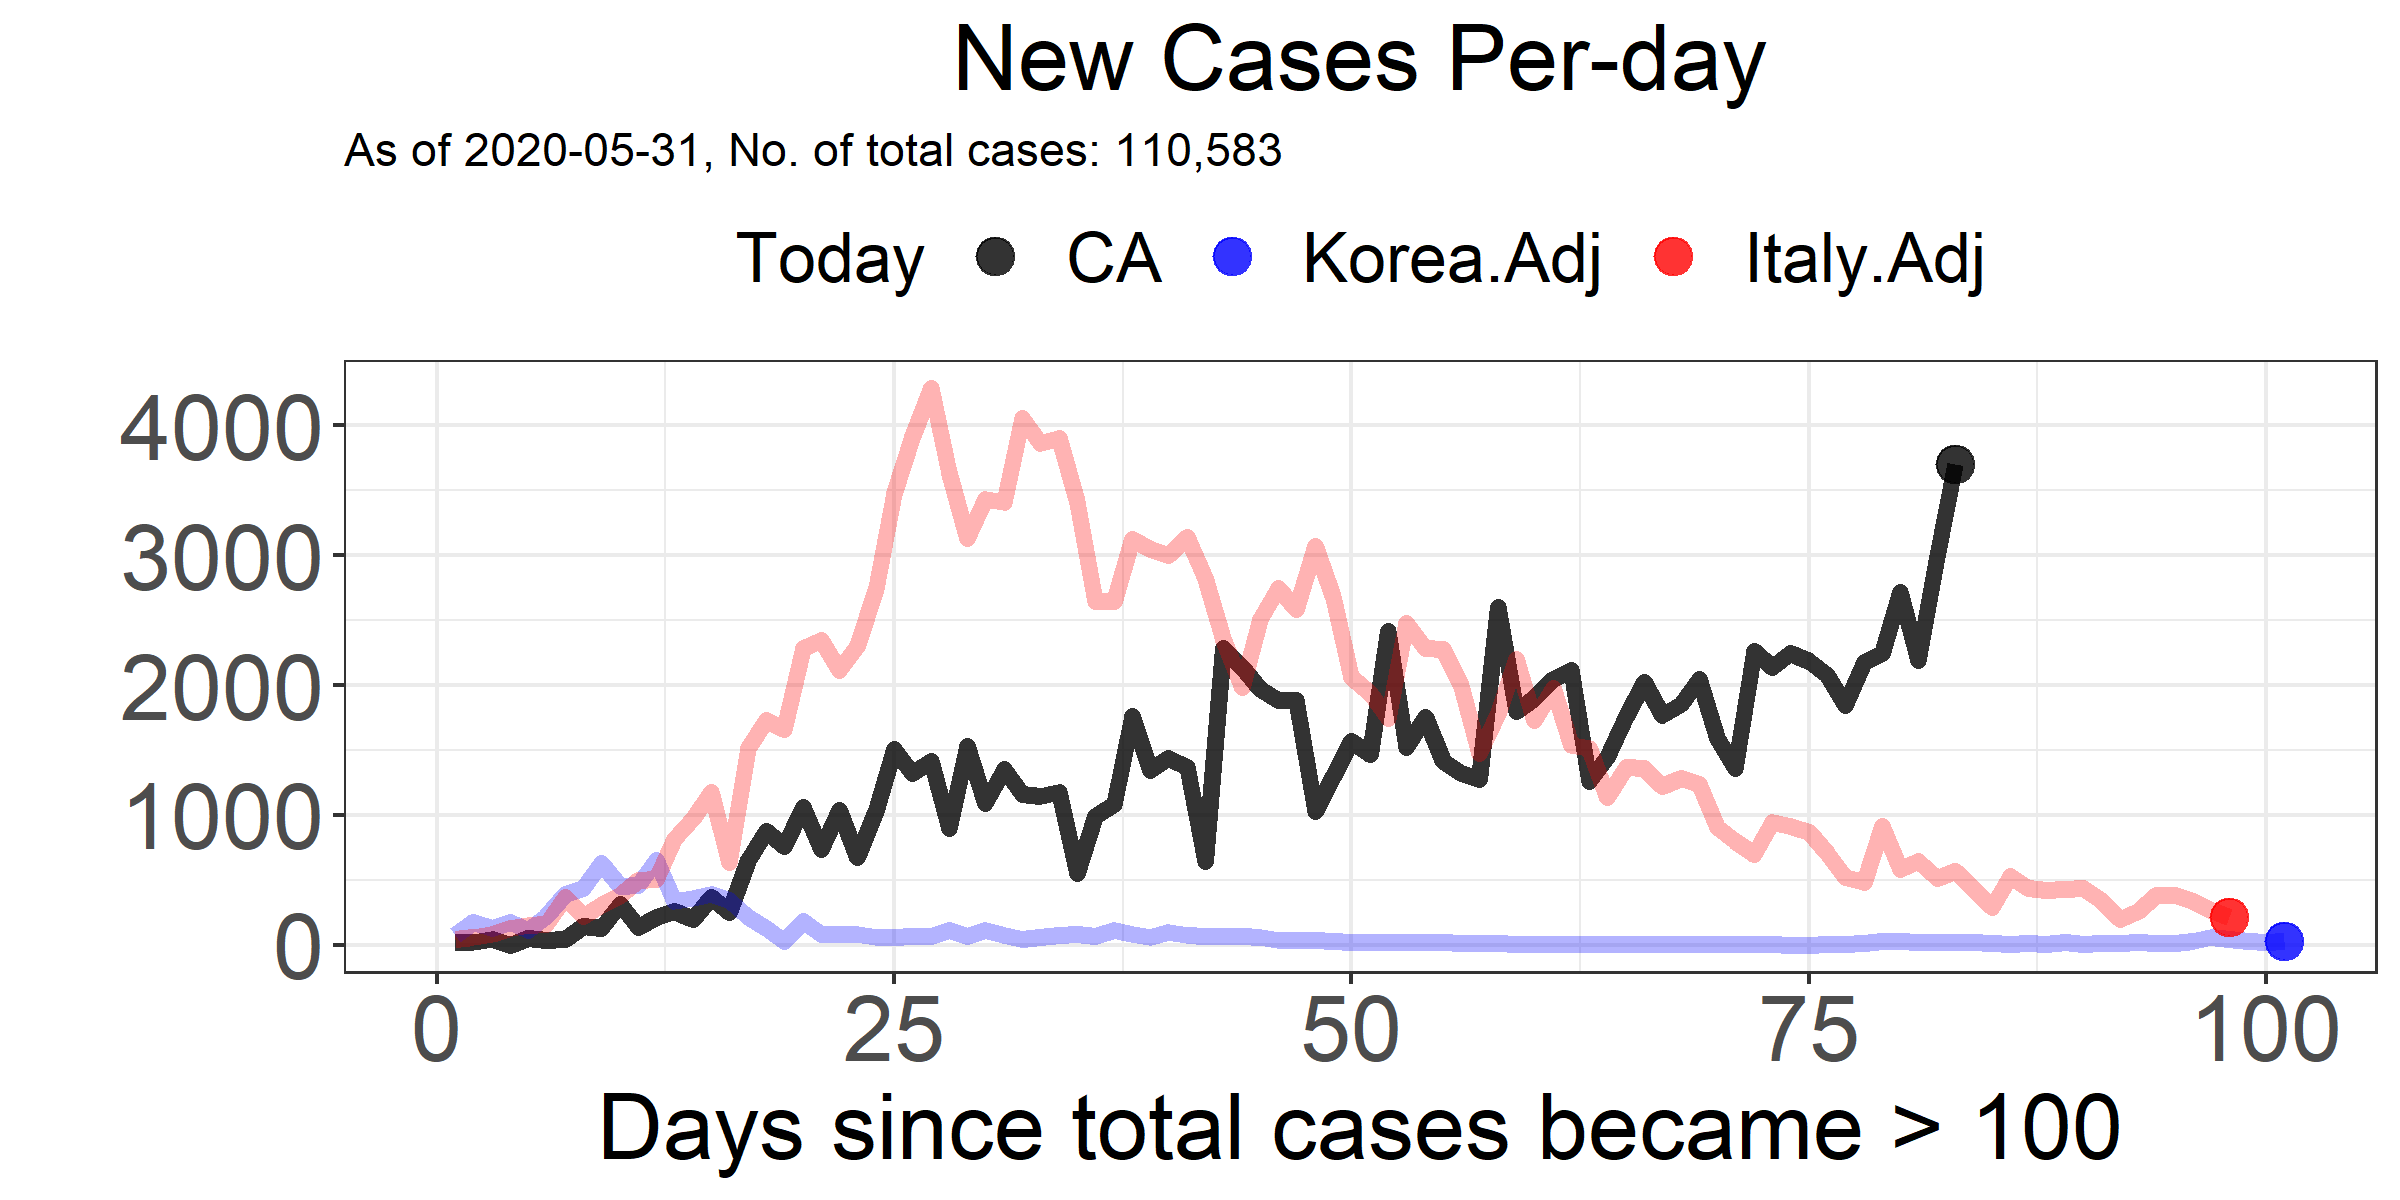 New Cases Per-day
As of 2020-05-31, No. of total cases: 110,583
Today CA Korea.Adj Italy.Adj
4000
3000
2000
1000
0
0 25 50 75 100
Days since total cases became > 100